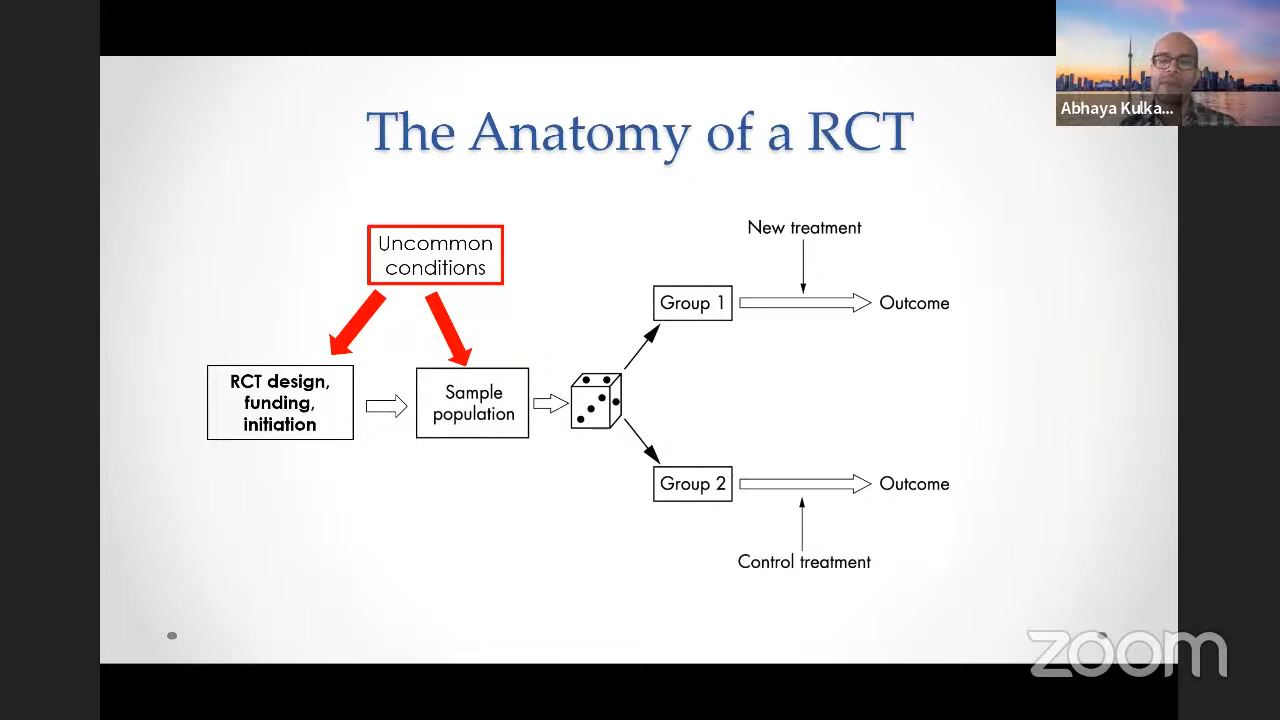 The Anatomy of a RCT
Abhaya Kulka...
Uncommon
conditions
New treatment
Group 1
Outcome
RCT design,
funding,
initiation
Sample
population
Group 2
Outcome
Control treatment
zoom